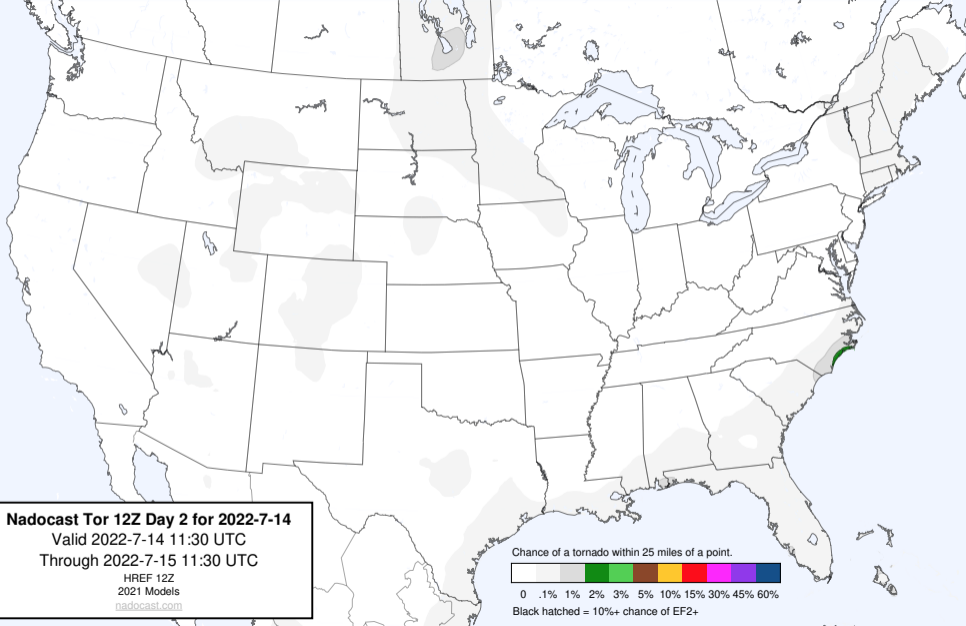 Nadocast Tor 12Z Day 2 for 2022-7-14
Valid 2022-7-14 11:30 UTC
Through 2022-7-15 11:30 UTC
HREF 12Z
2021 Models
nadocast.com
Chance of a tornado within 25 miles of a point.
0 .1% 1% 2% 3% 5% 10% 15% 30% 45% 60%
Black hatched = 10%+ chance of EF2+